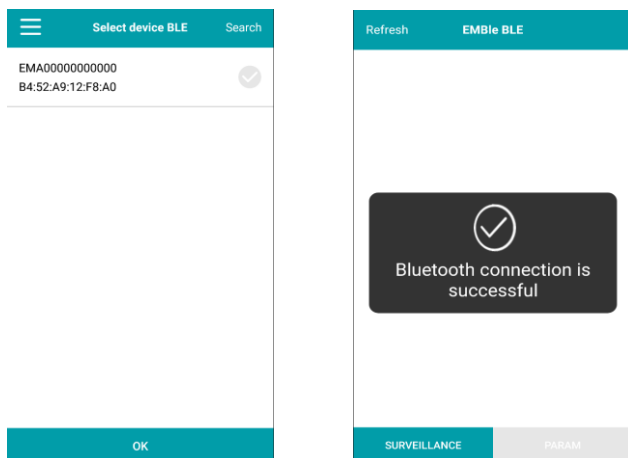 Select device BLE
Search
EMA00000000000
B4:52:A9:12:F8:A0
OK
Refresh
EMBle BLE
Bluetooth connection is
successful
SURVEILLANCE
PARAM